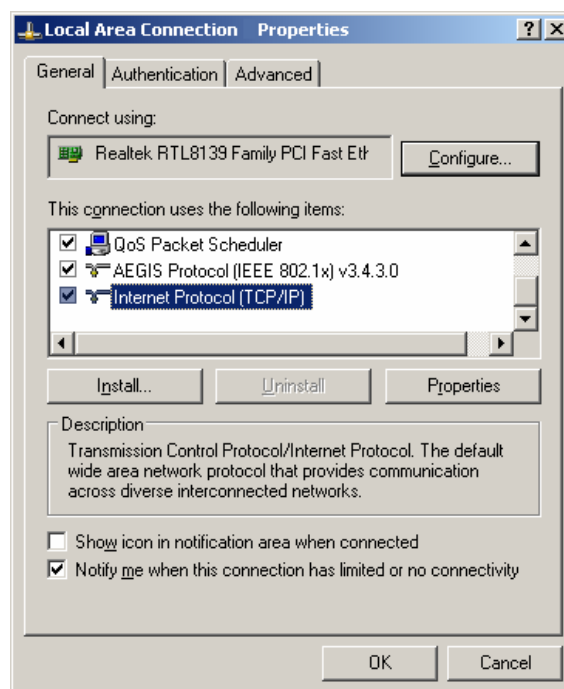 Local Area Connection Properties
General Authentication Advanced
Connect using:
Realtek RTL8139 Family PCI Fast Eth
Configure...
This connection uses the following items:
QoS Packet Scheduler
AEGIS Protocol (IEEE 802.1x) v3.4.3.0
Internet Protocol (TCP/IP)
Install... Uninstall Properties
Description
Transmission Control Protocol/Internet Protocol. The default
wide area network protocol that provides communication
across diverse interconnected networks.
Show icon in notification area when connected
Notify me when this connection has limited or no connectivity
OK Cancel